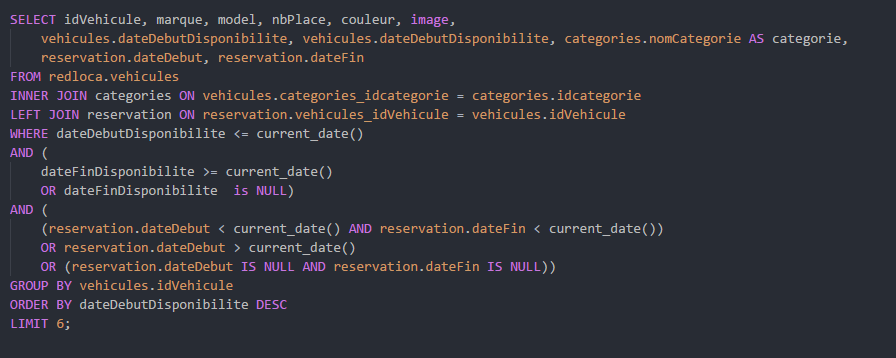 SELECT idVehicule, marque, model, nbPlace, couleur, image,
    vehicules.dateDebutDisponibilite, vehicules.dateDebutDisponibilite, categories.nomCategorie AS categorie,
    reservation.dateDebut, reservation.dateFin
FROM redloca.vehicules
INNER JOIN categories ON vehicules.categories_idcategorie = categories.idcategorie
LEFT JOIN reservation ON reservation.vehicules_idVehicule = vehicules.idVehicule
WHERE dateDebutDisponibilite <= current_date()
AND (
    dateFinDisponibilite >= current_date()
    OR dateFinDisponibilite  is NULL)
AND (
    (reservation.dateDebut < current_date() AND reservation.dateFin < current_date())
    OR reservation.dateDebut > current_date()
    OR (reservation.dateDebut IS NULL AND reservation.dateFin IS NULL))
GROUP BY vehicules.idVehicule
ORDER BY dateDebutDisponibilite DESC
LIMIT 6;